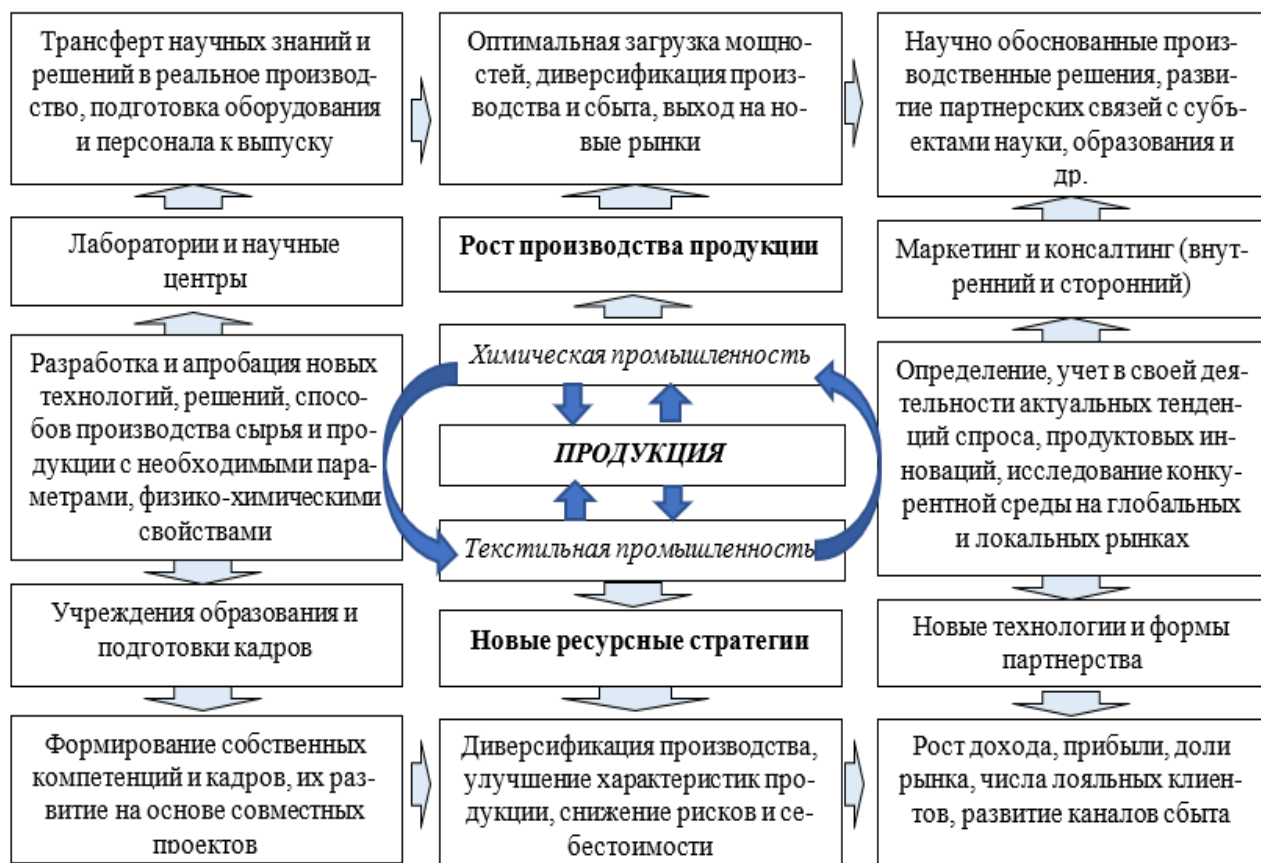 Трансферт научных знаний и
решений в реальное производ-
ство, подготовка оборудования
и персонала к выпуску
Оптимальная загрузка мощно-
стей, диверсификация произ-
водства и сбыта, выход на но-
вые рынки
Научно обоснованные произ-
водственные решения, разви-
тие партнерских связей с субъ-
ектами науки, образования и
др.
Лаборатории и научные
центры
Рост производства продукции
Маркетинг и консалтинг (внут-
ренний и сторонний)
Разработка и апробация новых
технологий, решений, спосо-
бов производства сырья и про-
дукции с необходимыми пара-
метрами, физико-химическими
свойствами
Химическая промышленность
ПРОДУКЦИЯ
Текстильная промышленность
Определение, учет в своей дея-
тельности актуальных тенден-
ций спроса, продуктовых ин-
новаций, исследование конку-
рентной среды на глобальных
и локальных рынках
Учреждения образования и
подготовки кадров
Новые ресурсные стратегии
Новые технологии и формы
партнерства
Формирование собственных
компетенций и кадров, их раз-
витие на основе совместных
проектов
Диверсификация производства,
улучшение характеристик про-
дукции, снижение рисков и се-
бестоимости
Рост дохода, прибыли, доли
рынка, числа лояльных клиен-
тов, развитие каналов сбыта